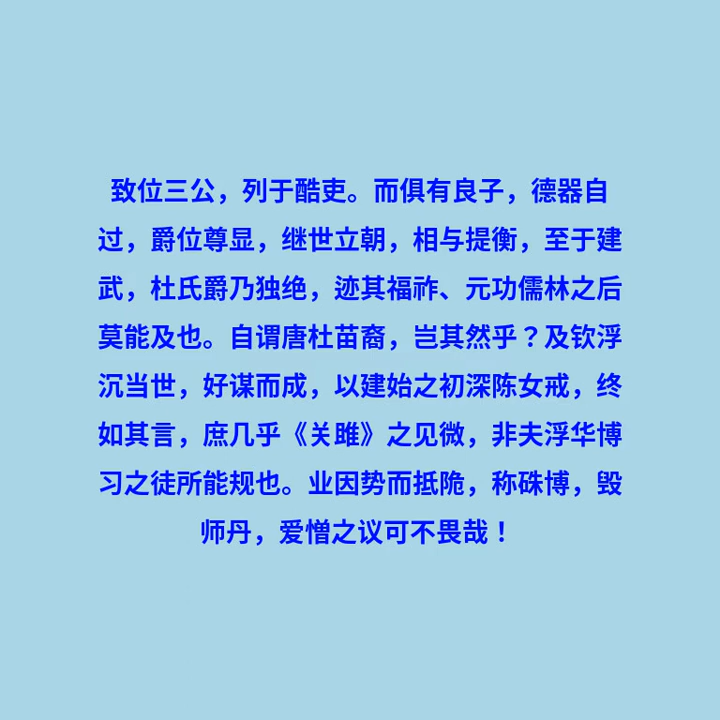 致位三公，列于酷吏。而俱有良子，德器自
过，爵位尊显，继世立朝，相与提衡，至于建
武，杜氏爵乃独绝，迹其福祚、元功儒林之后
莫能及也。自谓唐杜苗裔，岂其然乎？及钦浮
沉当世，好谋而成，以建始之初深陈女戒，终
如其言，庶几乎《关雎》之见微，非夫浮华博
习之徒所能规也。业因势而抵陒，称硃博，毁
师丹，爱憎之议可不畏哉！